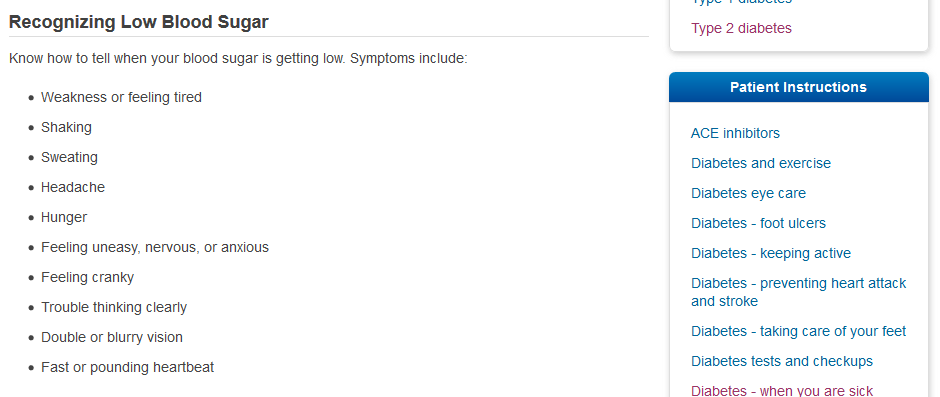 Recognizing Low Blood Sugar
Know how to tell when your blood sugar is getting low. Symptoms include:
Weakness or feeling tired
Shaking
Sweating
Headache
Hunger
Feeling uneasy, nervous, or anxious
Feeling cranky
Trouble thinking clearly
Double or blurry vision
Fast or pounding heartbeat
Type 1 diabetes
Type 2 diabetes
Patient Instructions
ACE inhibitors
Diabetes and exercise
Diabetes eye care
Diabetes - foot ulcers
Diabetes - keeping active
Diabetes - preventing heart attack
and stroke
Diabetes - taking care of your feet
Diabetes tests and checkups
Diabetes - when you are sick